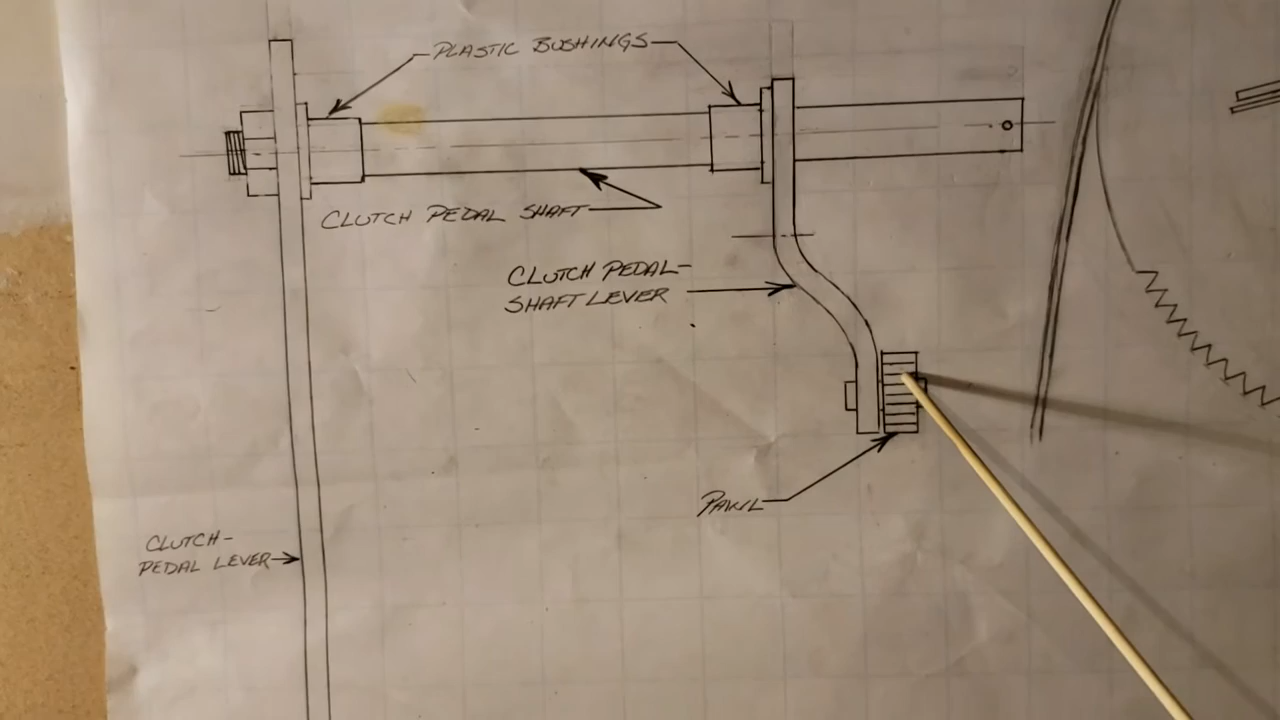 PLASTIC BUSHINGS
CLUTCH PEDAL SHAFT
CLUTCH PEDAL-
SHAFT LEVER
PAWL
CLUTCH-
PEDAL LEVER